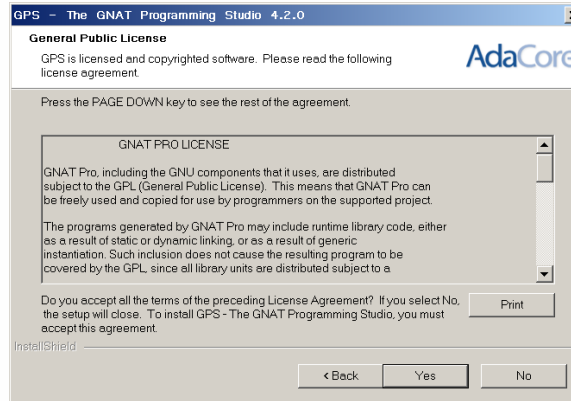 GPS - The GNAT Programming Studio 4.2.0
General Public License
GPS is licensed and copyrighted software. Please read the following
license agreement.
AdaCore
Press the PAGE DOWN key to see the rest of the agreement.
GNAT PRO LICENSE
GNAT Pro, including the GNU components that it uses, are distributed
subject to the GPL (General Public License). This means that GNAT Pro can
be freely used and copied for use by programmers on the supported project.
The programs generated by GNAT Pro may include runtime library code, either
as a result of static or dynamic linking, or as a result of generic
instantiation. Such inclusion does not cause the resulting program to be
covered by the GPL, since all library units are distributed subject to a
Do you accept all the terms of the preceding License Agreement? If you select No,
the setup will close. To install GPS - The GNAT Programming Studio, you must
accept this agreement.
Print
InstallShield
< Back
Yes
No